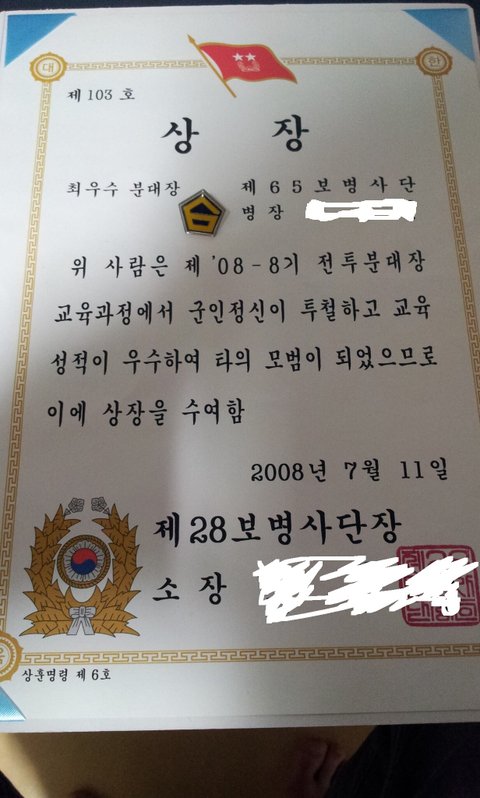 대
한
제 103 호
상 장
최우수 분대장
제 6 5 보 병 사 단
병 장
위 사람은 제 '08-8기 전투분대장
교육과정에서 군인정신이 투철하고 교육
성적이 우수하여 타의 모범이 되었으므로
이에 상장을 수여함
2008년 7월 11일
제28보병사단장
소 장
상훈명령 제6호